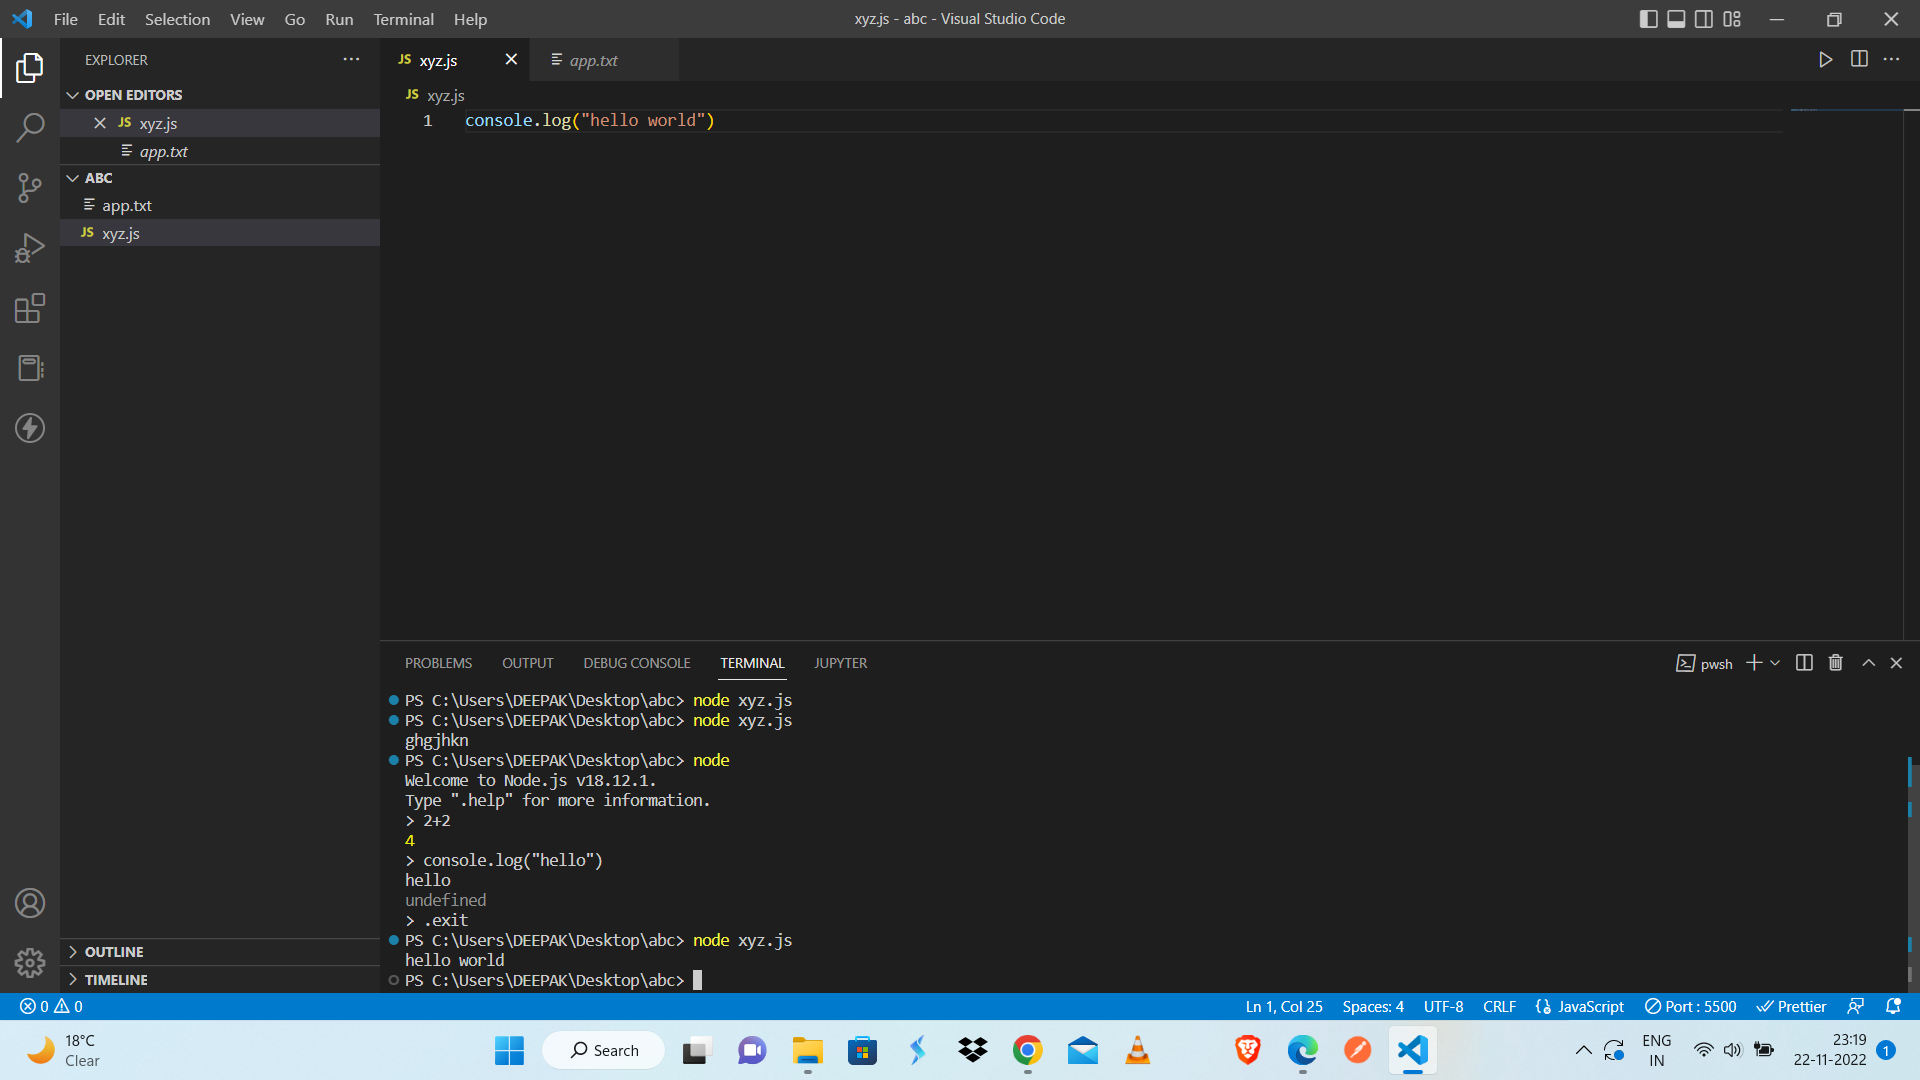 File Edit Selection View Go Run Terminal Help
xyz.js - abc - Visual Studio Code
EXPLORER
OPEN EDITORS
JS xyz.js
app.txt
ABC
app.txt
JS xyz.js
OUTLINE
TIMELINE
JS xyz.js
app.txt
JS xyz.js
1 console.log("hello world")
PROBLEMS OUTPUT DEBUG CONSOLE TERMINAL JUPYTER
pwsh
PS C:\Users\DEEPAK\Desktop\abc> node xyz.js
PS C:\Users\DEEPAK\Desktop\abc> node xyz.js
ghgjhkn
PS C:\Users\DEEPAK\Desktop\abc> node
Welcome to Node.js v18.12.1.
Type ".help" for more information.
> 2+2
4
> console.log("hello")
hello
undefined
> .exit
PS C:\Users\DEEPAK\Desktop\abc> node xyz.js
hello world
PS C:\Users\DEEPAK\Desktop\abc>
0 0
Ln 1, Col 25 Spaces: 4 UTF-8 CRLF JavaScript Port : 5500 Prettier
18°C
Clear
Search
ENG
IN
23:19
22-11-2022
1